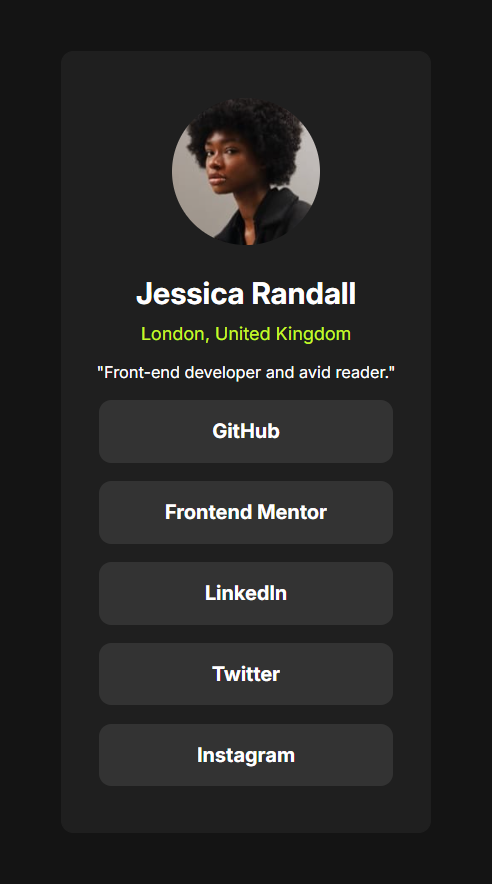 Jessica Randall
London, United Kingdom
"Front-end developer and avid reader."
GitHub
Frontend Mentor
LinkedIn
Twitter
Instagram